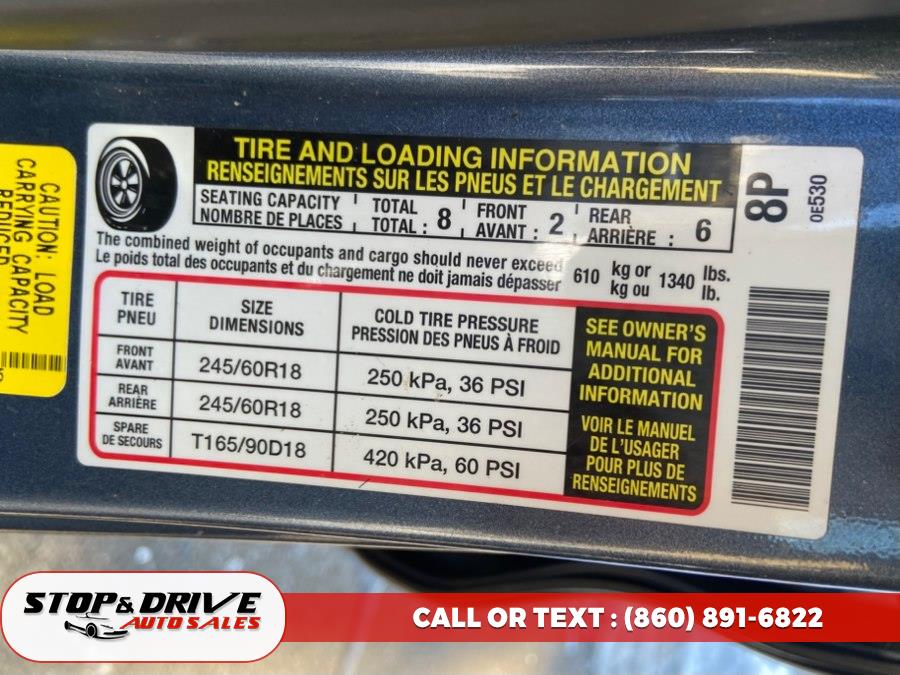 CAUTION: LOAD
CARRYING CAPACITY
REDUCED
TIRE AND LOADING INFORMATION
RENSEIGNEMENTS SUR LES PNEUS ET LE CHARGEMENT
SEATING CAPACITY TOTAL FRONT REAR
NOMBRE DE PLACES TOTAL : 8 AVANT : 2 ARRIÈRE : 6
The combined weight of occupants and cargo should never exceed 610 kg or 1340 lbs.
Le poids total des occupants et du chargement ne doit jamais dépasser kg ou lb.
8P
0E530
TIRE SIZE COLD TIRE PRESSURE
PNEU DIMENSIONS PRESSION DES PNEUS À FROID
FRONT
AVANT 245/60R18 250 kPa, 36 PSI
REAR
ARRIÈRE 245/60R18 250 kPa, 36 PSI
SPARE
DE SECOURS T165/90D18 420 kPa, 60 PSI
SEE OWNER'S
MANUAL FOR
ADDITIONAL
INFORMATION
VOIR LE MANUEL
DE L'USAGER
POUR PLUS DE
RENSEIGNEMENTS
STOP & DRIVE
AUTO SALES
CALL OR TEXT : (860) 891-6822